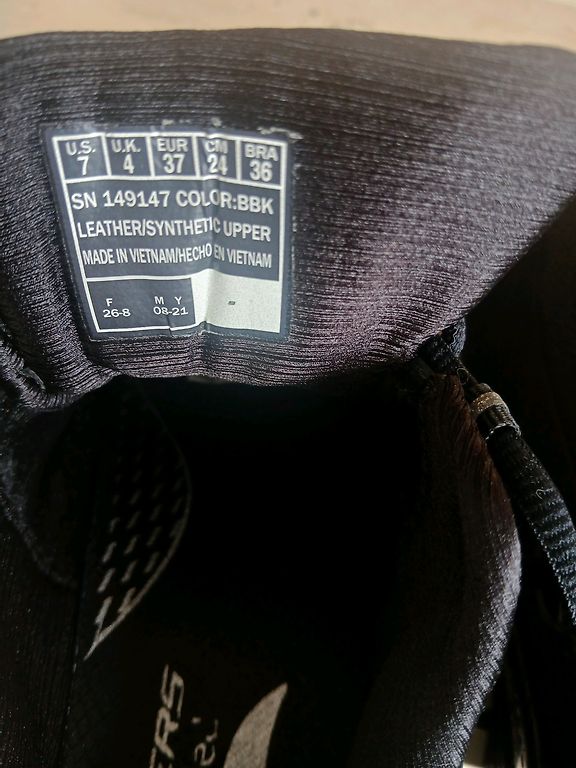 U.S. U.K. EUR CM BRA
7 4 37 24 36
SN 149147 COLOR:BBK
LEATHER/SYNTHETIC UPPER
MADE IN VIETNAM/HECHO EN VIETNAM
F M Y
26-8 08-21 -
ERS